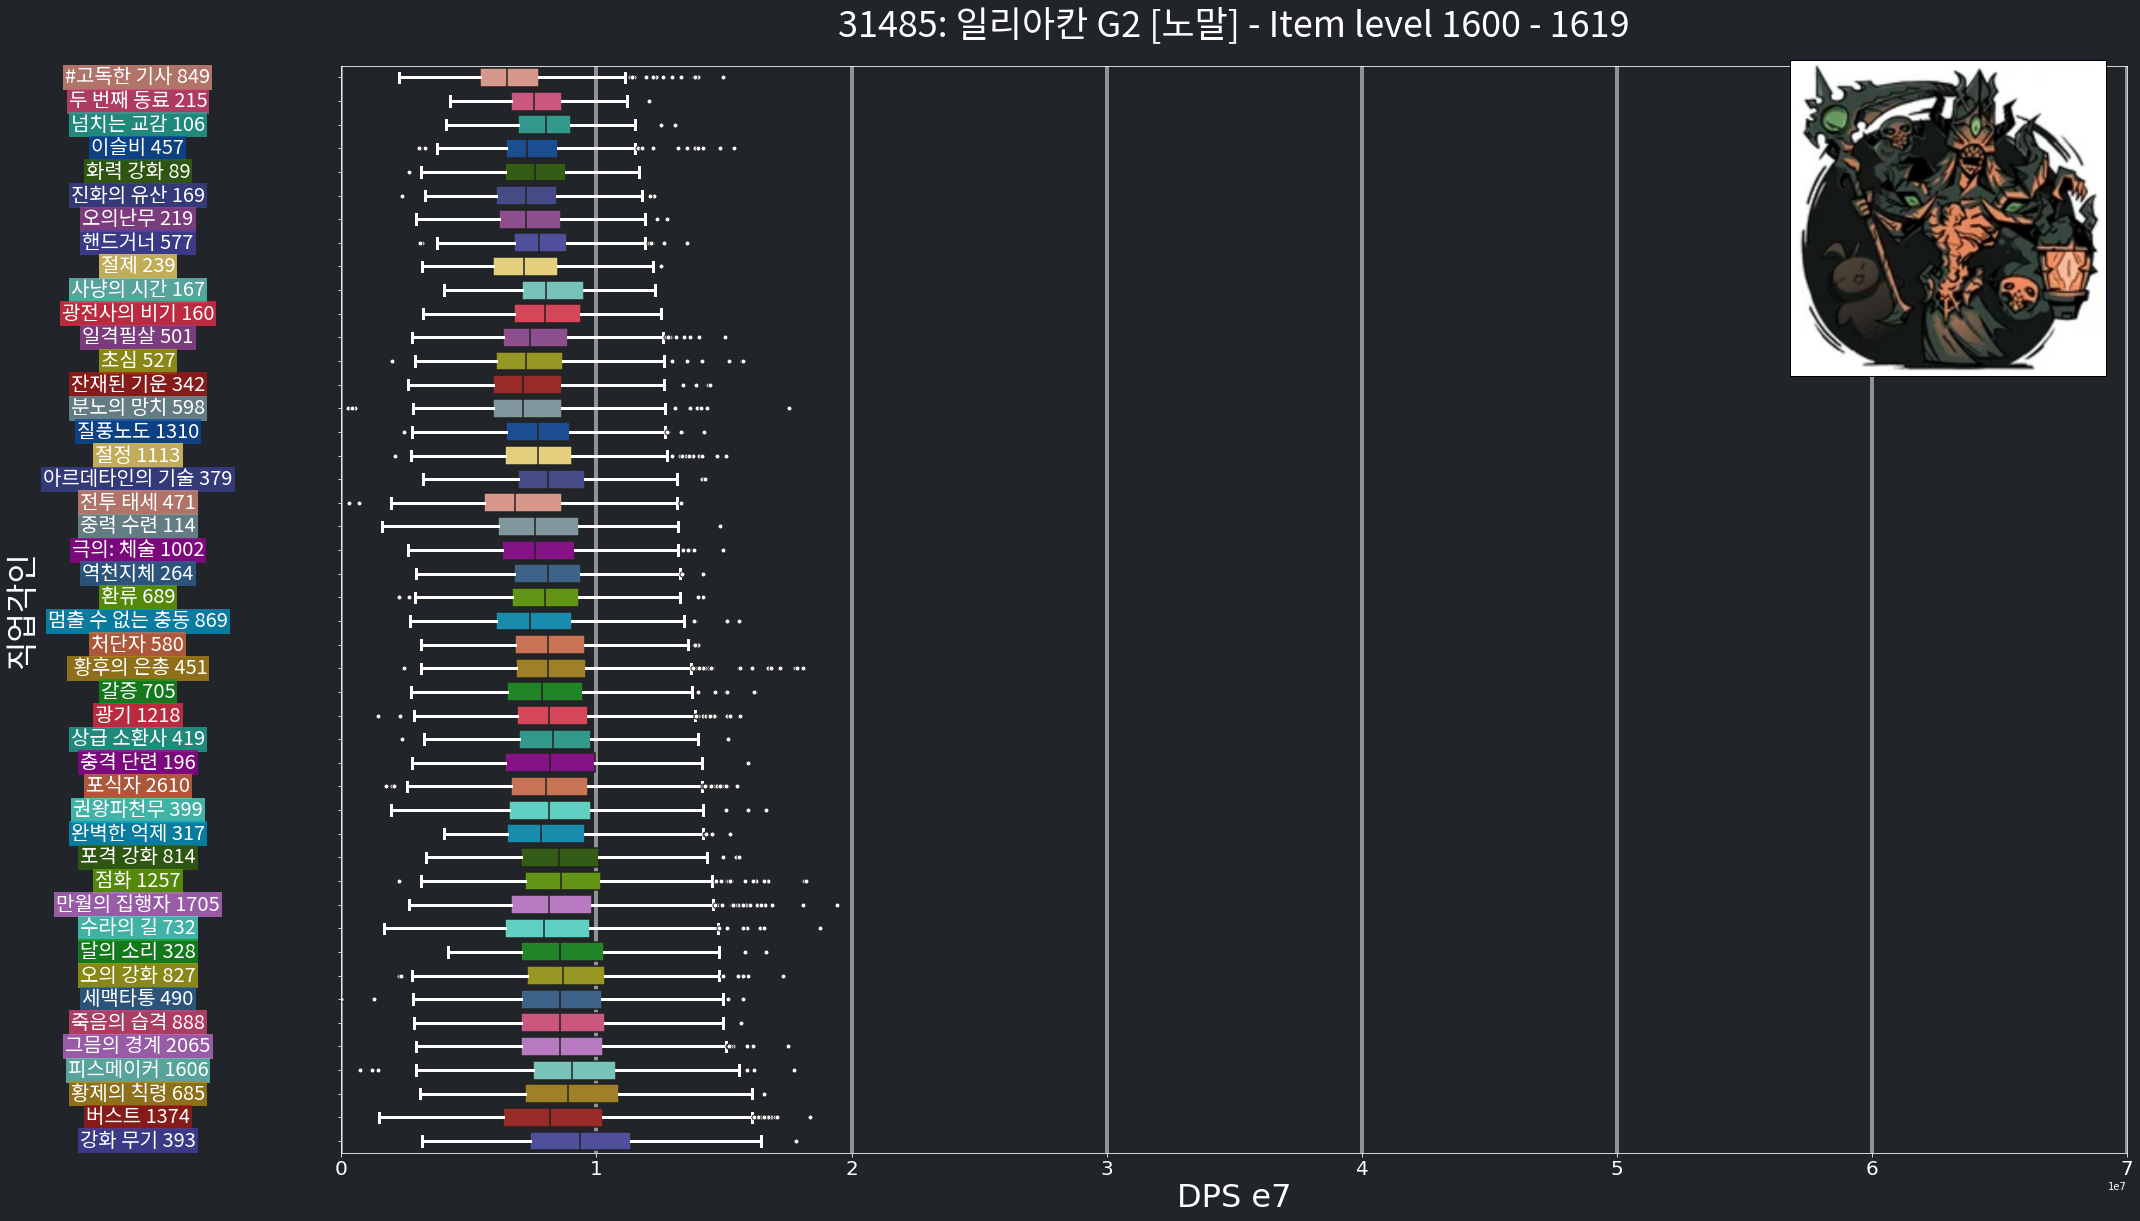 31485: 일리아칸 G2 [노말] - Item level 1600 - 1619
#고독한 기사 849
두 번째 동료 215
넘치는 교감 106
이슬비 457
화력 강화 89
진화의 유산 169
오의난무 219
핸드거너 577
절제 239
사냥의 시간 167
광전사의 비기 160
일격필살 501
초심 527
잔재된 기운 342
분노의 망치 598
질풍노도 1310
절정 1113
아르데타인의 기술 379
전투 태세 471
중력 수련 114
극의: 체술 1002
역천지체 264
환류 689
멈출 수 없는 충동 869
처단자 580
황후의 은총 451
갈증 705
광기 1218
상급 소환사 419
충격 단련 196
포식자 2610
권왕파천무 399
완벽한 억제 317
포격 강화 814
점화 1257
만월의 집행자 1705
수라의 길 732
달의 소리 328
오의 강화 827
세맥타통 490
죽음의 습격 888
그믐의 경계 2065
피스메이커 1606
황제의 칙령 685
버스트 1374
강화 무기 393
직업각인
0 1 2 3 4 5 6 7
1e7
DPS e7